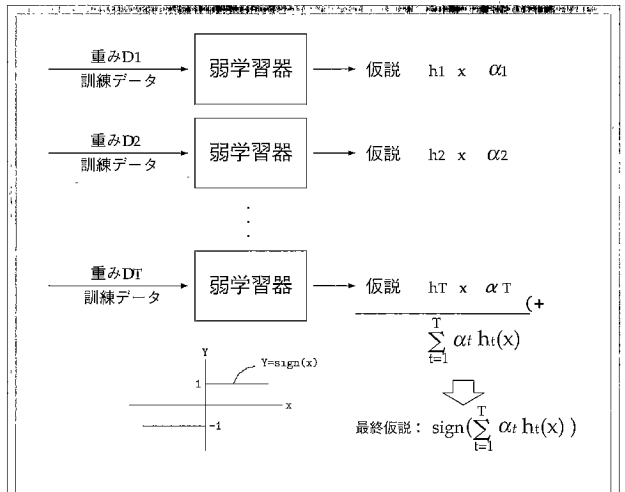 重みD1
訓練データ
弱学習器
仮説 h1 x α1
重みD2
訓練データ
弱学習器
仮説 h2 x α2
重みDT
訓練データ
弱学習器
仮説 hT x αT
(+
T
∑ αt ht(x)
t=1
Y
Y=sign(x)
1
x
-1
T
最終仮説： sign(∑ αt ht(x) )
t=1